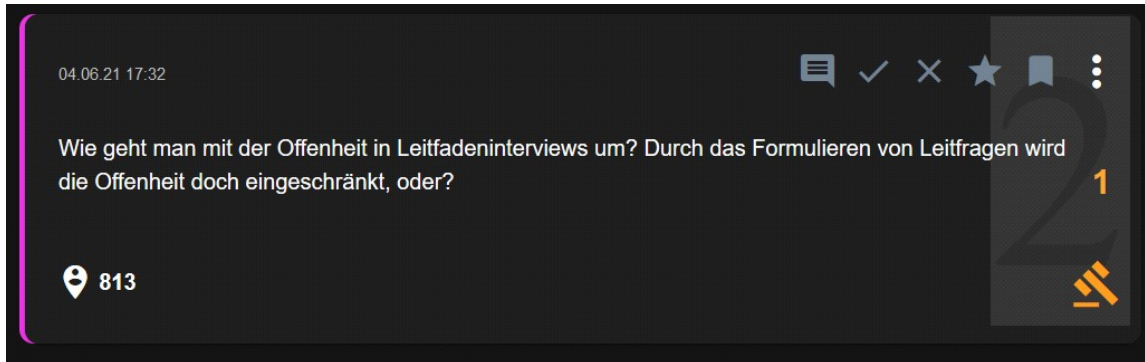 04.06.21 17:32
Wie geht man mit der Offenheit in Leitfadeninterviews um? Durch das Formulieren von Leitfragen wird
die Offenheit doch eingeschränkt, oder?
2
1
813